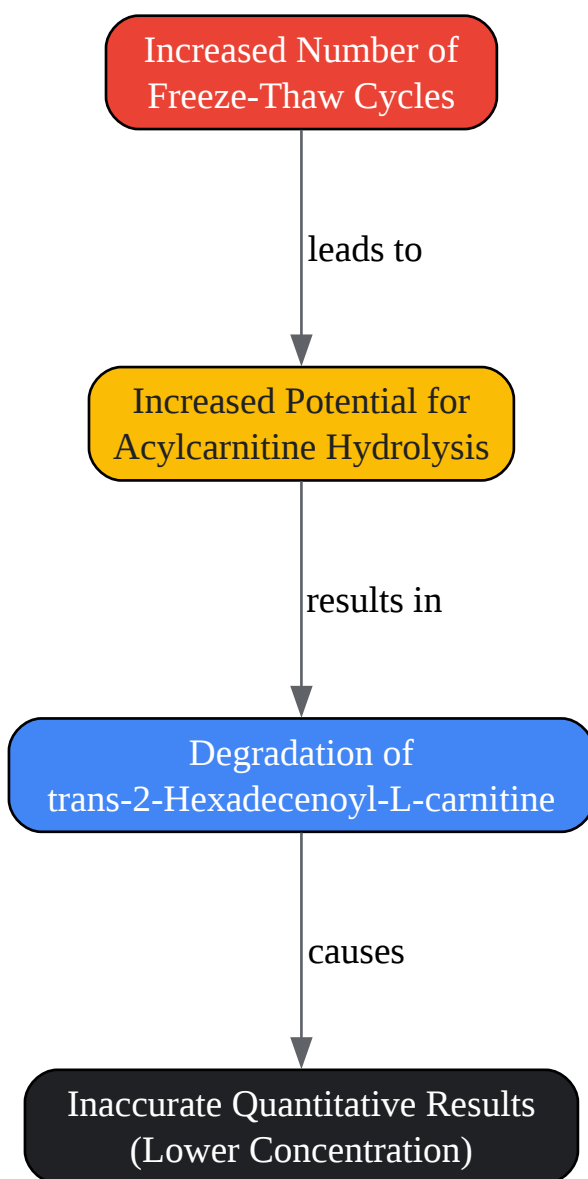 Increased Number of
Freeze-Thaw Cycles
leads to
Increased Potential for
Acylcarnitine Hydrolysis
results in
Degradation of
trans-2-Hexadecenoyl-L-carnitine
causes
Inaccurate Quantitative Results
(Lower Concentration)